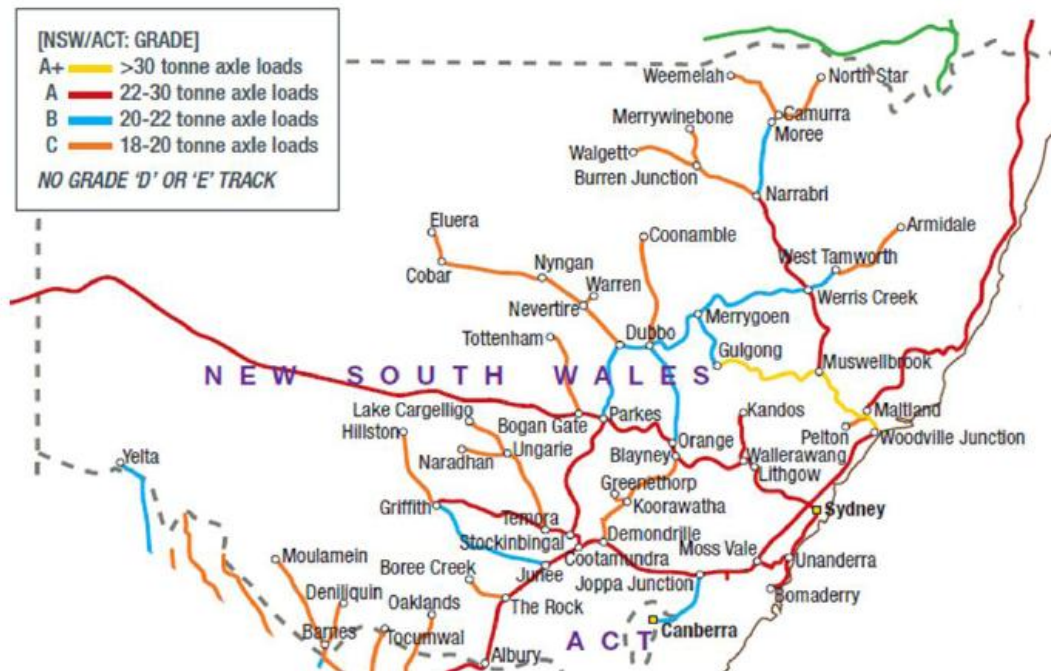 [NSW/ACT: GRADE]
A+ >30 tonne axle loads
A 22-30 tonne axle loads
B 20-22 tonne axle loads
C 18-20 tonne axle loads
NO GRADE 'D' OR 'E' TRACK
Weemelah
North Star
Camurra
Moree
Merrywinebone
Walgett
Burren Junction
Narrabri
Armidale
West Tamworth
Werris Creek
Eluera
Cobar
Nyngan
Warren
Nevertire
Coonamble
Dubbo
Merrygoen
Gulgong
Muswellbrook
Tottenham
NEW SOUTH WALES
Lake Cargelligo
Hillston
Bogan Gate
Parkes
Kandos
Maitland
Pelton
Woodville Junction
Naradhan
Ungarie
Orange
Blayney
Wallerawang
Lithgow
Yelta
Greenethorp
Koorawatha
Griffith
Temora
Sydney
Stockinbingal
Demondrille
Cootamundra
Moss Vale
Unanderra
Moulamein
Boree Creek
Junee
Joppa Junction
Bomaderry
Deniliquin
Oaklands
The Rock
Barnes
Tocumwal
Albury
ACT
Canberra